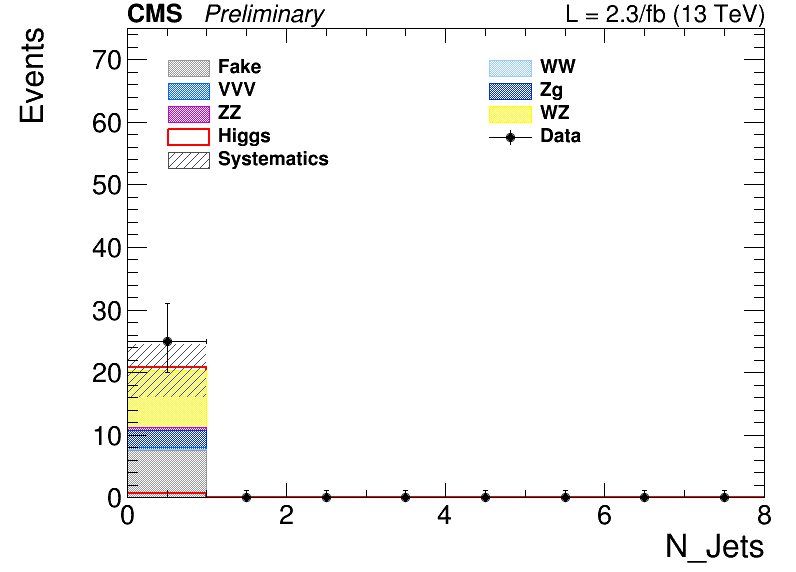 CMS Preliminary L = 2.3/fb (13 TeV)
Events
70
60
50
40
30
20
10
0
Fake WW
VVV Zg
ZZ WZ
Higgs Data
Systematics
0 2 4 6 8
N_Jets